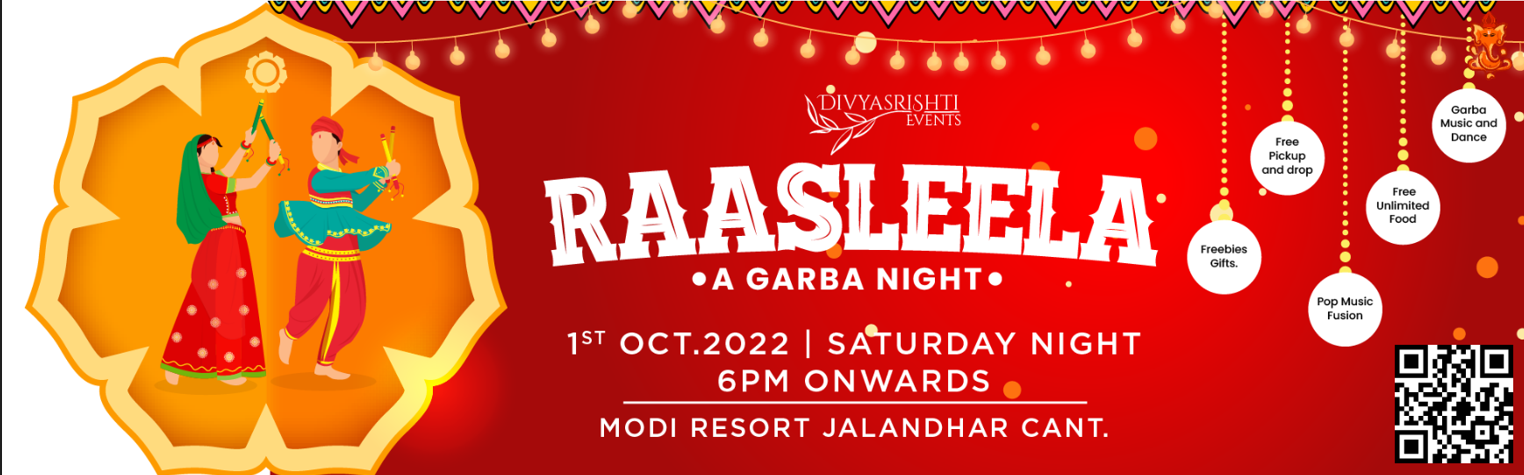 DIVYASRISHTI
EVENTS
RAASLEELA
•A GARBA NIGHT•
1ST OCT.2022 | SATURDAY NIGHT
6PM ONWARDS
MODI RESORT JALANDHAR CANT.
Freebies
Gifts.
Free
Pickup
and drop
Pop Music
Fusion
Free
Unlimited
Food
Garba
Music and
Dance